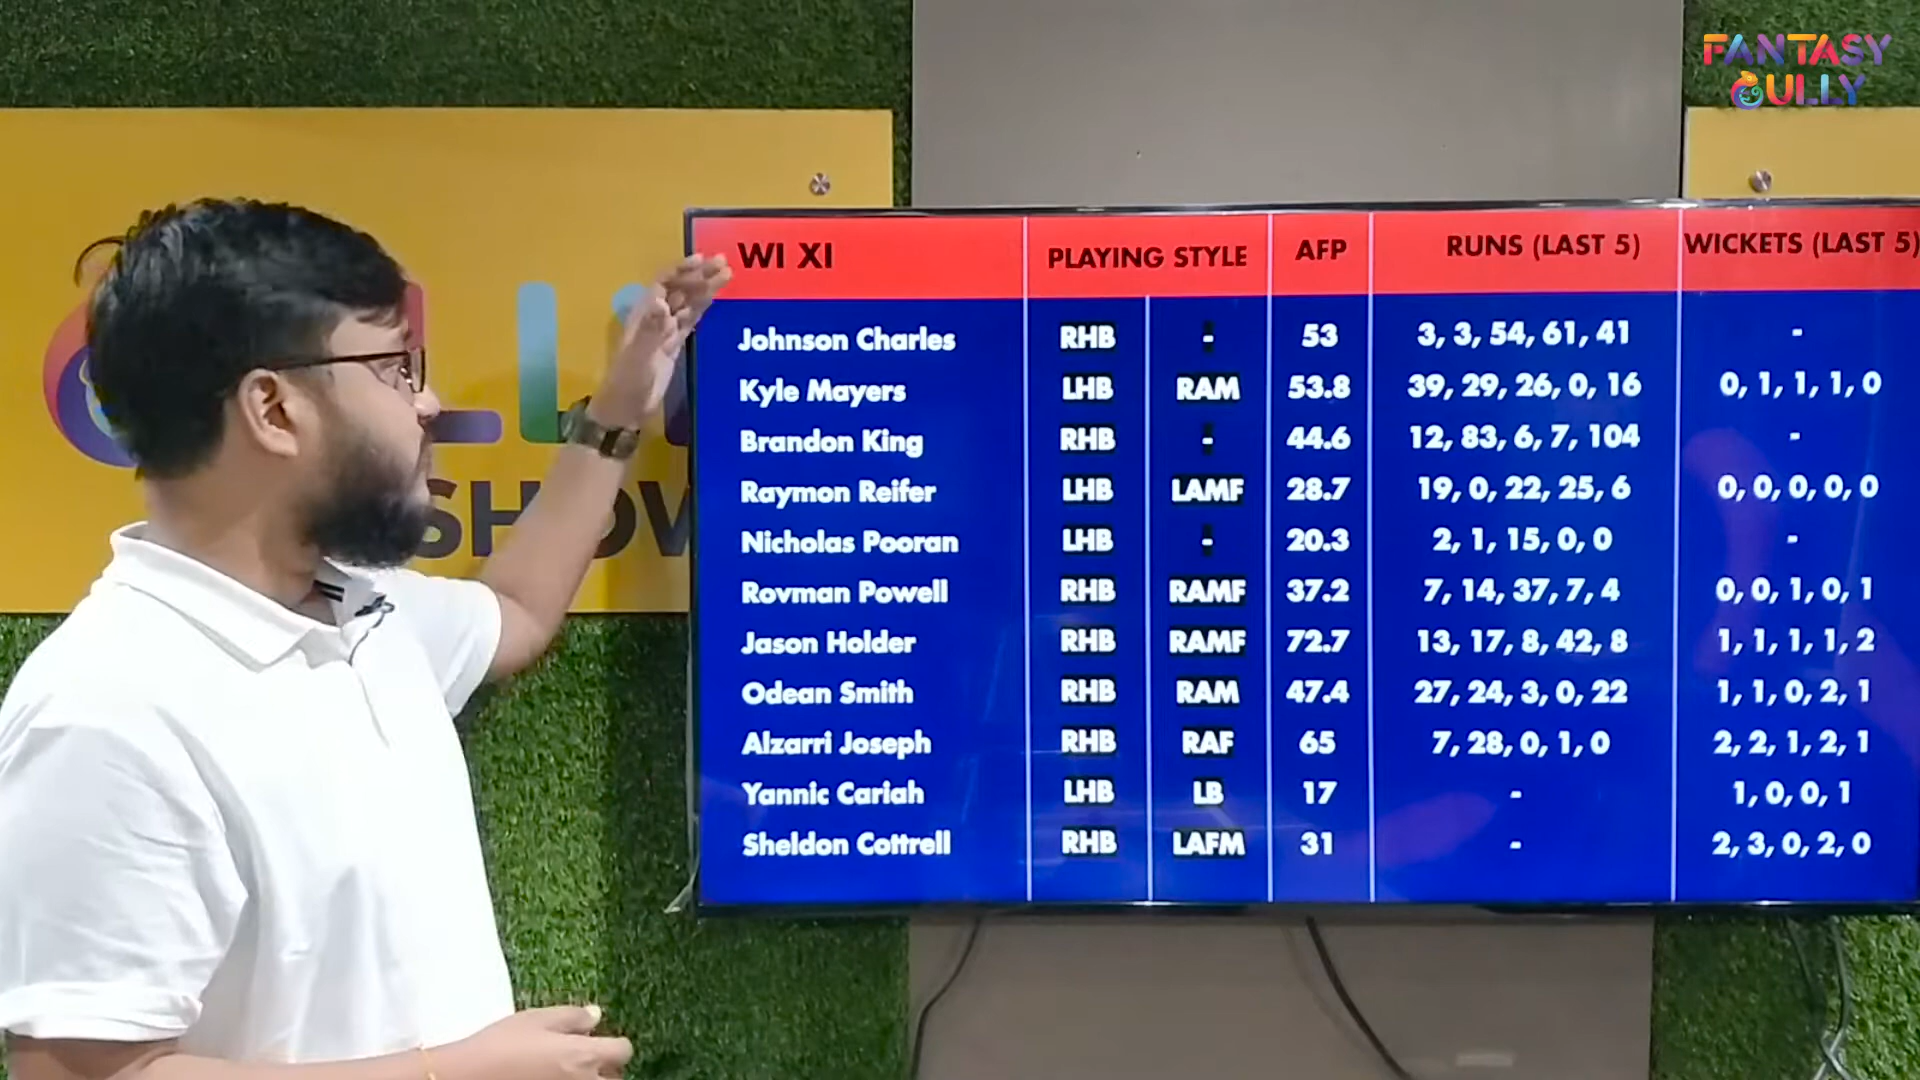 FANTASY
GULLY
SHOW
WI XI PLAYING STYLE AFP RUNS (LAST 5) WICKETS (LAST 5)
Johnson Charles RHB - 53 3, 3, 54, 61, 41 -
Kyle Mayers LHB RAM 53.8 39, 29, 26, 0, 16 0, 1, 1, 1, 0
Brandon King RHB - 44.6 12, 83, 6, 7, 104 -
Raymon Reifer LHB LAMF 28.7 19, 0, 22, 25, 6 0, 0, 0, 0, 0
Nicholas Pooran LHB - 20.3 2, 1, 15, 0, 0 -
Rovman Powell RHB RAMF 37.2 7, 14, 37, 7, 4 0, 0, 1, 0, 1
Jason Holder RHB RAMF 72.7 13, 17, 8, 42, 8 1, 1, 1, 1, 2
Odean Smith RHB RAM 47.4 27, 24, 3, 0, 22 1, 1, 0, 2, 1
Alzarri Joseph RHB RAF 65 7, 28, 0, 1, 0 2, 2, 1, 2, 1
Yannic Cariah LHB LB 17 - 1, 0, 0, 1
Sheldon Cottrell RHB LAFM 31 - 2, 3, 0, 2, 0